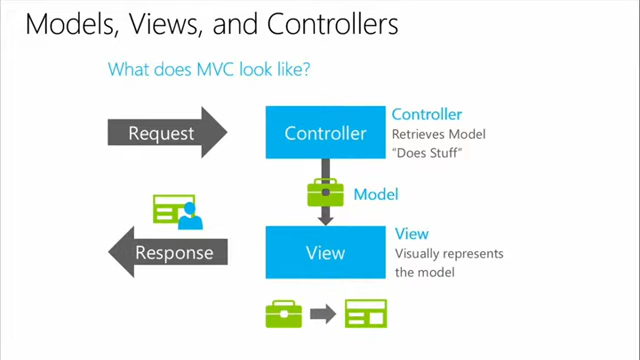 Models, Views, and Controllers
What does MVC look like?
Request
Controller
Controller
Retrieves Model
“Does Stuff”
Model
Response
View
View
Visually represents
the model